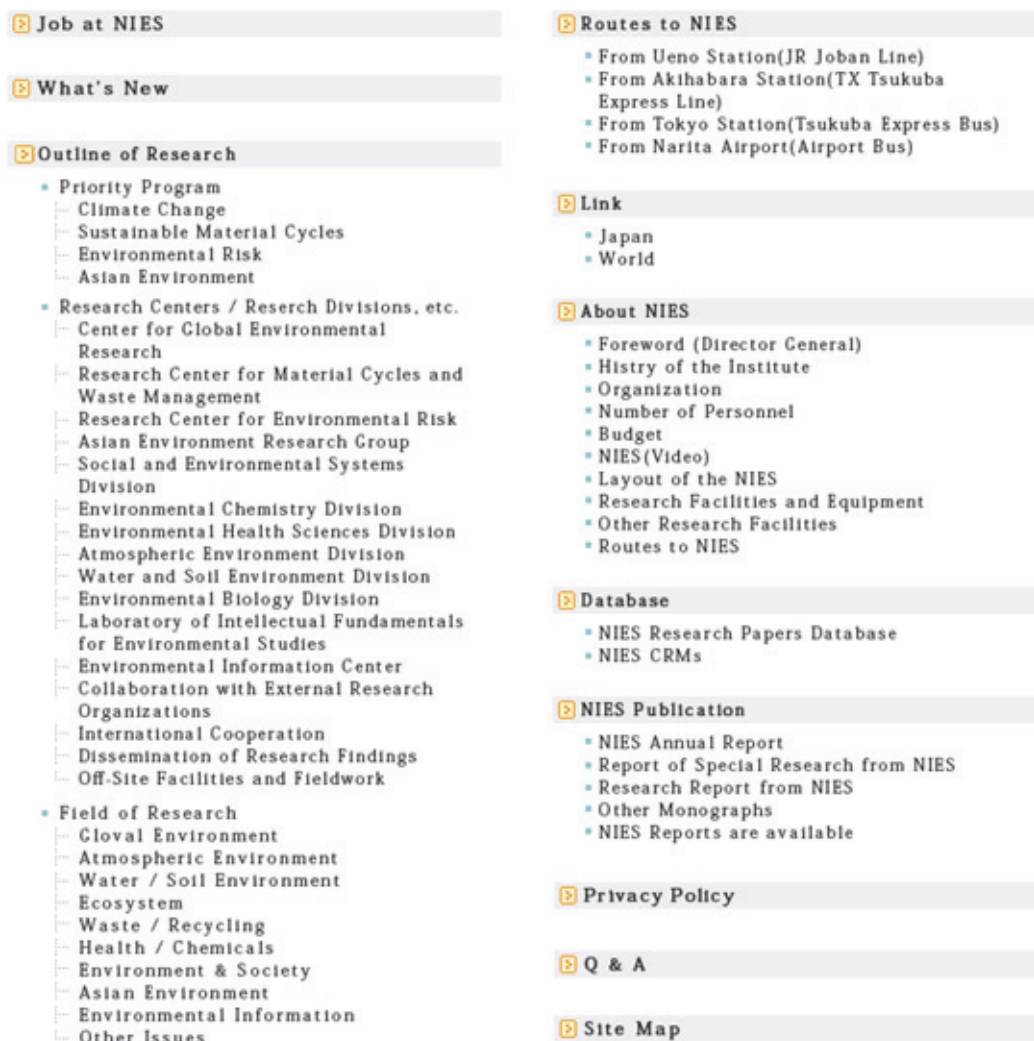 Job at NIES
What's New
Outline of Research
Priority Program
Climate Change
Sustainable Material Cycles
Environmental Risk
Asian Environment
Research Centers / Reserch Divisions, etc.
Center for Global Environmental
Research
Research Center for Material Cycles and
Waste Management
Research Center for Environmental Risk
Asian Environment Research Group
Social and Environmental Systems
Division
Environmental Chemistry Division
Environmental Health Sciences Division
Atmospheric Environment Division
Water and Soil Environment Division
Environmental Biology Division
Laboratory of Intellectual Fundamentals
for Environmental Studies
Environmental Information Center
Collaboration with External Research
Organizations
International Cooperation
Dissemination of Research Findings
Off-Site Facilities and Fieldwork
Field of Research
Gloval Environment
Atmospheric Environment
Water / Soil Environment
Ecosystem
Waste / Recycling
Health / Chemicals
Environment & Society
Asian Environment
Environmental Information
Other Issues
Routes to NIES
From Ueno Station(JR Joban Line)
From Akihabara Station(TX Tsukuba
Express Line)
From Tokyo Station(Tsukuba Express Bus)
From Narita Airport(Airport Bus)
Link
Japan
World
About NIES
Foreword (Director General)
Histry of the Institute
Organization
Number of Personnel
Budget
NIES(Video)
Layout of the NIES
Research Facilities and Equipment
Other Research Facilities
Routes to NIES
Database
NIES Research Papers Database
NIES CRMs
NIES Publication
NIES Annual Report
Report of Special Research from NIES
Research Report from NIES
Other Monographs
NIES Reports are available
Privacy Policy
Q & A
Site Map